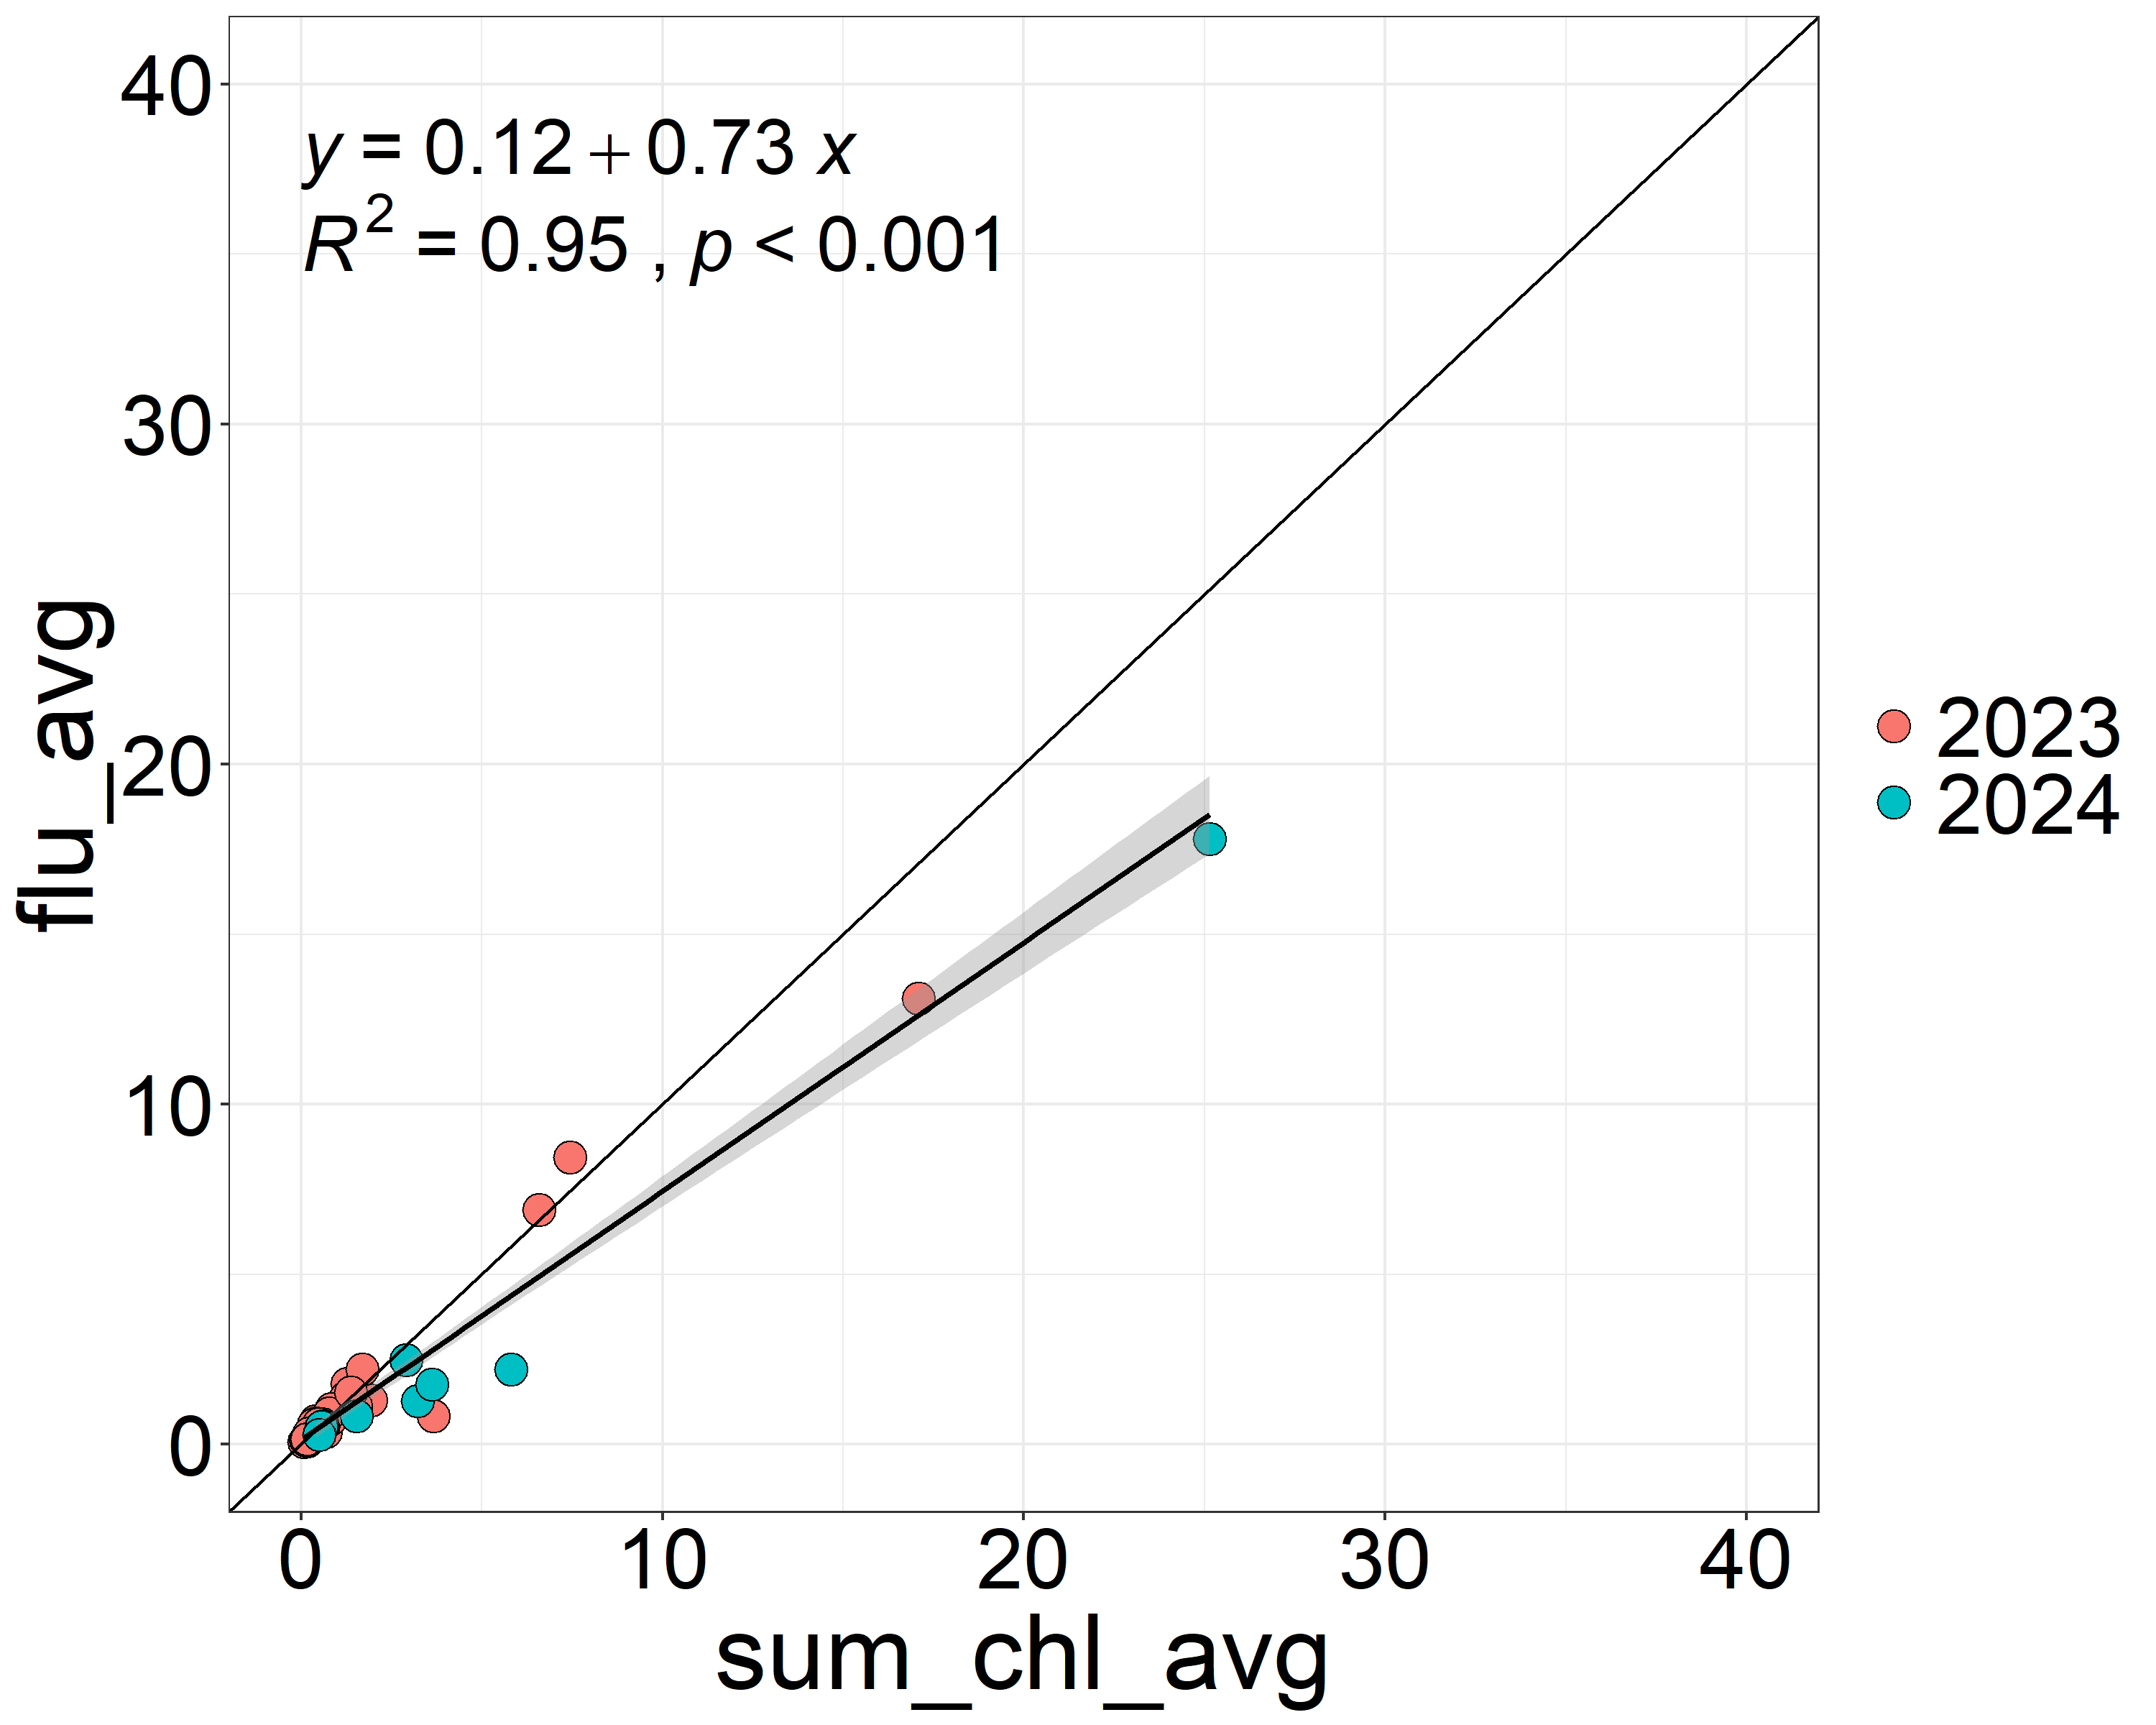 y = 0.12 + 0.73 x
R² = 0.95 , p < 0.001
40
30
20
10
0
flu_avg
0 10 20 30 40
sum_chl_avg
2023
2024